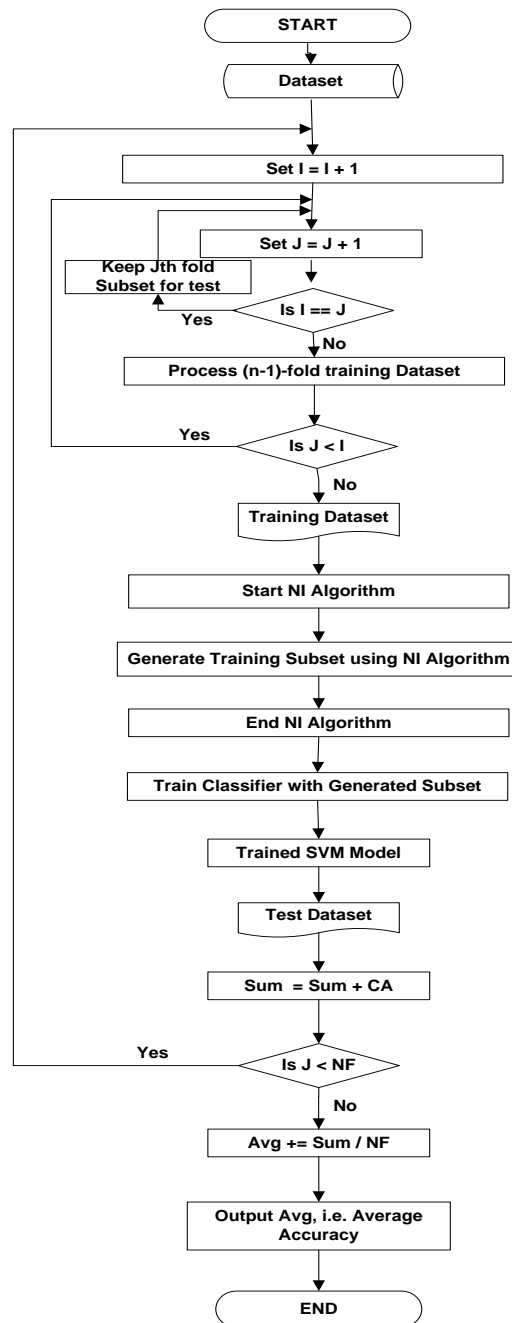 START
Dataset
Set I = I + 1
Set J = J + 1
Keep Jth fold
Subset for test
Is I == J
Yes
No
Process (n-1)-fold training Dataset
Yes
Is J < I
No
Training Dataset
Start NI Algorithm
Generate Training Subset using NI Algorithm
End NI Algorithm
Train Classifier with Generated Subset
Trained SVM Model
Test Dataset
Sum = Sum + CA
Yes
Is J < NF
No
Avg += Sum / NF
Output Avg, i.e. Average
Accuracy
END